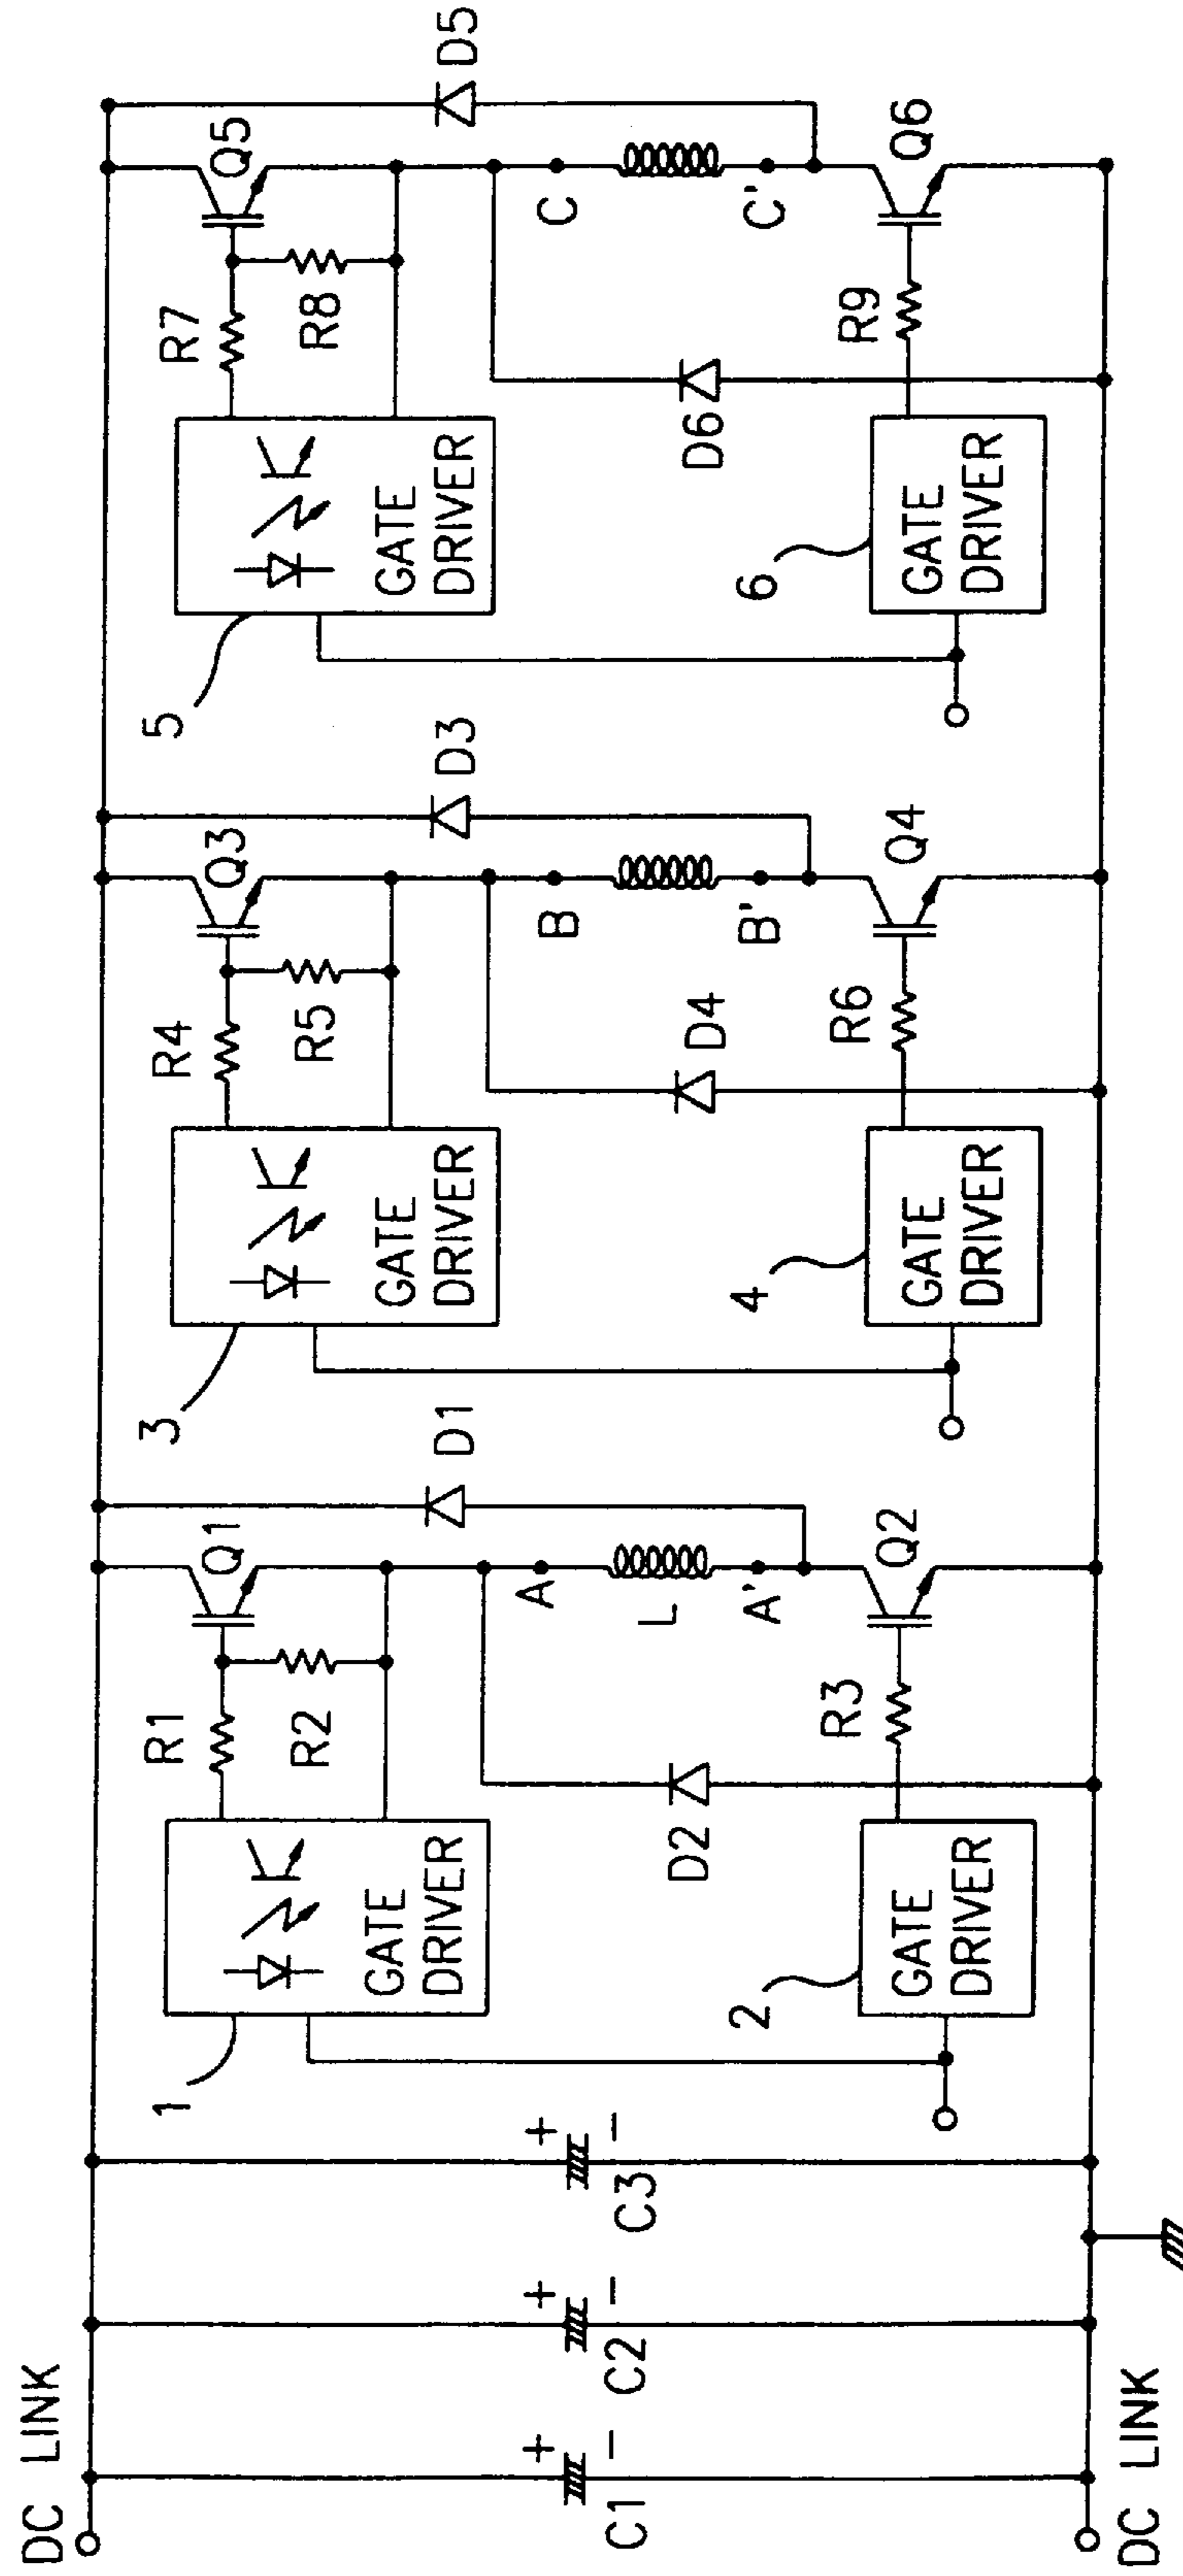 DC LINK
DC LINK
C1
+
-
C2
+
-
C3
+
-
1
GATE
DRIVER
R1
R2
Q1
D1
A
L
A'
D2
2
GATE
DRIVER
R3
Q2
3
GATE
DRIVER
R4
R5
Q3
D3
B
B'
D4
4
GATE
DRIVER
R6
Q4
5
GATE
DRIVER
R7
R8
Q5
D5
C
C'
D6
6
GATE
DRIVER
R9
Q6